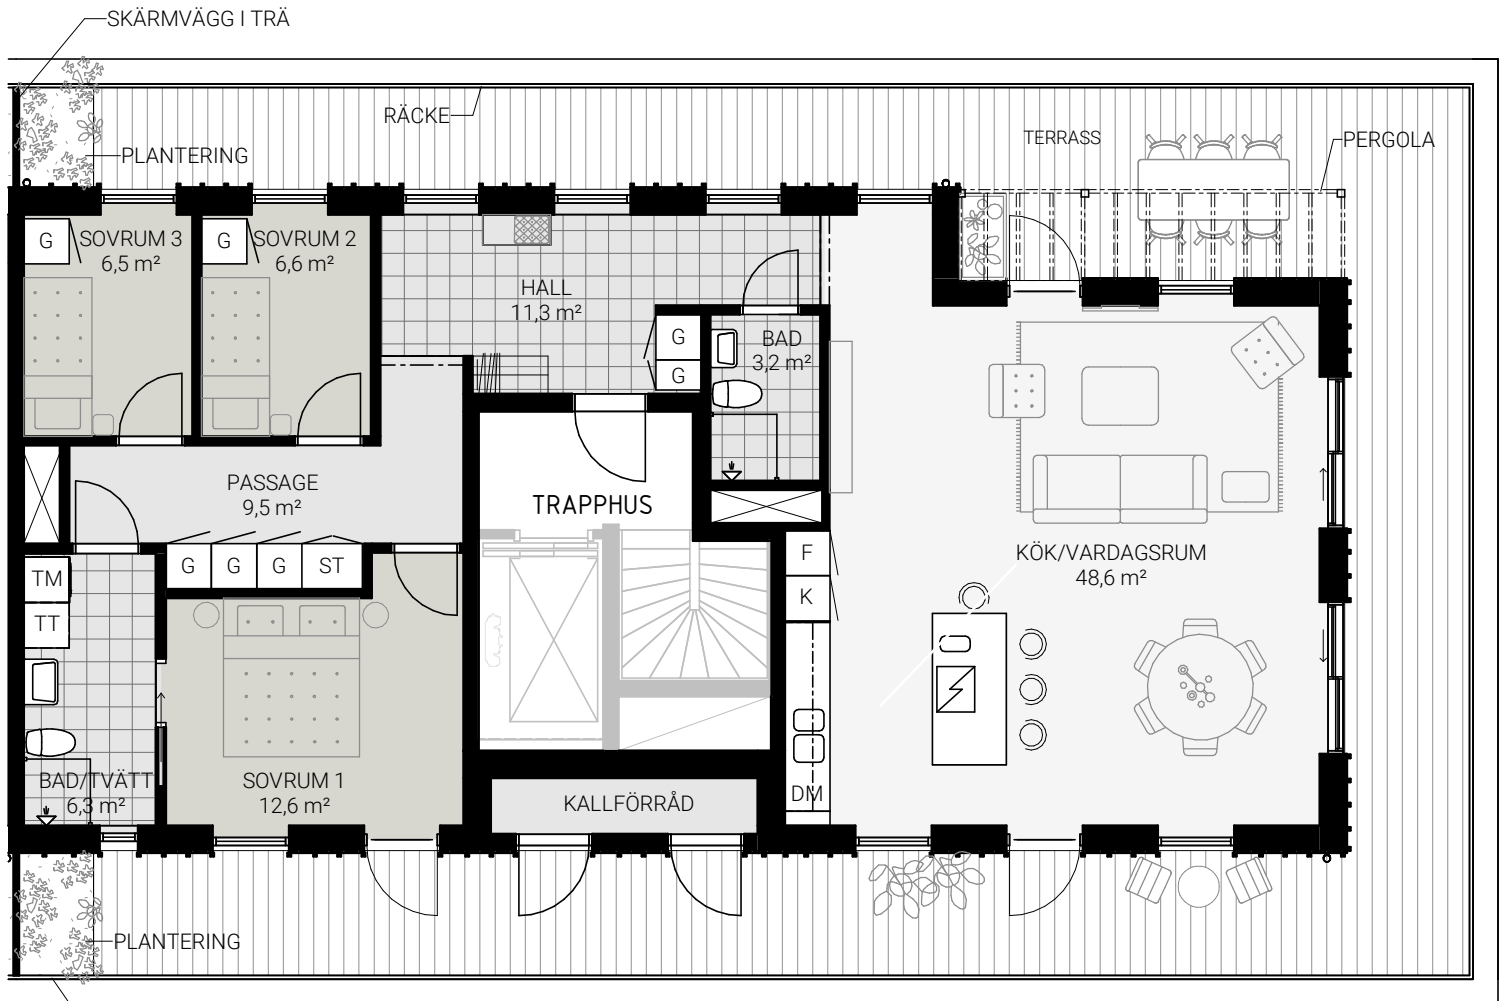 SKÄRMVÄGG I TRÄ
RÄCKE
TERRASS
PERGOLA
PLANTERING
G
SOVRUM 3
6,5 m²
G
SOVRUM 2
6,6 m²
HALL
11,3 m²
G
G
BAD
3,2 m²
PASSAGE
9,5 m²
TRAPPHUS
KÖK/VARDAGSRUM
48,6 m²
F
K
G
G
G
ST
TM
TT
BAD/TVÄTT
6,3 m²
SOVRUM 1
12,6 m²
KALLFÖRRÅD
DM
PLANTERING